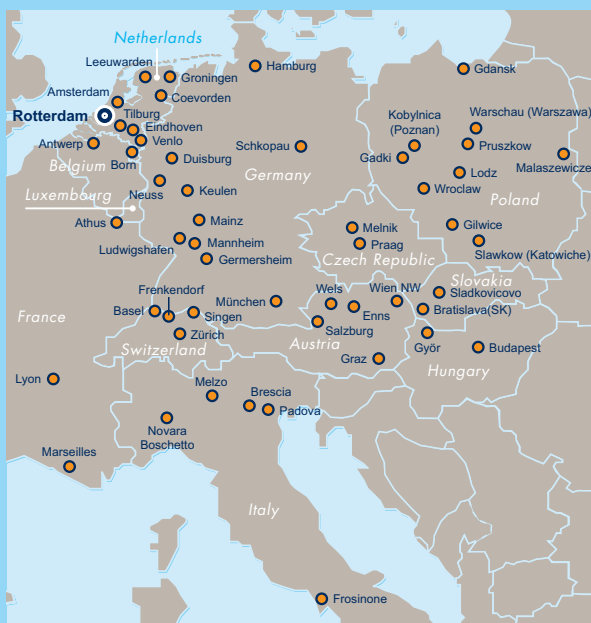 Netherlands
Leeuwarden
Groningen
Hamburg
Gdansk
Amsterdam
Coevorden
Rotterdam
Tilburg
Eindhoven
Antwerp
Venlo
Born
Belgium
Duisburg
Schkopau
Kobylnica
(Poznan)
Warschau (Warszawa)
Pruszkow
Gadki
Malaszewicze
Lodz
Germany
Luxembourg
Neuss
Keulen
Wroclaw
Poland
Athus
Mainz
Melnik
Gilwice
Ludwigshafen
Mannheim
Praag
Slawkow (Katowiche)
Germersheim
Czech Republic
Slovakia
Frenkendorf
München
Wels
Wien NW
Sladkovicovo
Basel
Singen
Enns
Bratislava(SK)
France
Zürich
Salzburg
Switzerland
Austria
Györ
Budapest
Graz
Hungary
Lyon
Melzo
Brescia
Padova
Novara
Boschetto
Marseilles
Italy
Frosinone